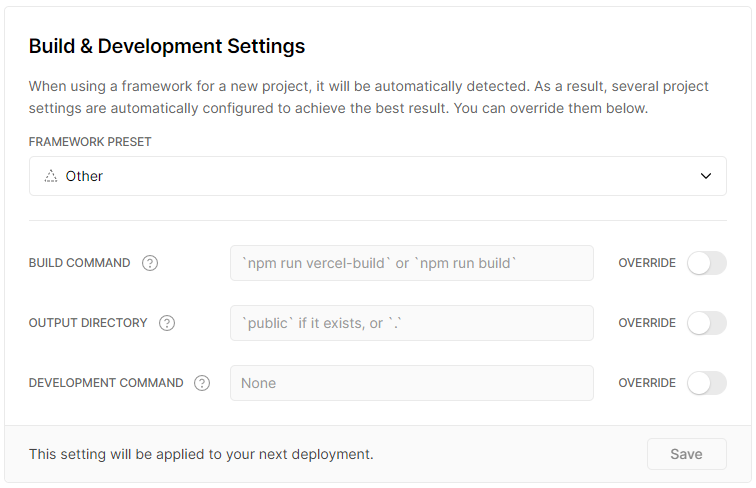 Build & Development Settings
When using a framework for a new project, it will be automatically detected. As a result, several project
settings are automatically configured to achieve the best result. You can override them below.
FRAMEWORK PRESET
Other
BUILD COMMAND ? `npm run vercel-build` or `npm run build` OVERRIDE
OUTPUT DIRECTORY ? `public` if it exists, or `.` OVERRIDE
DEVELOPMENT COMMAND ? None OVERRIDE
This setting will be applied to your next deployment. Save